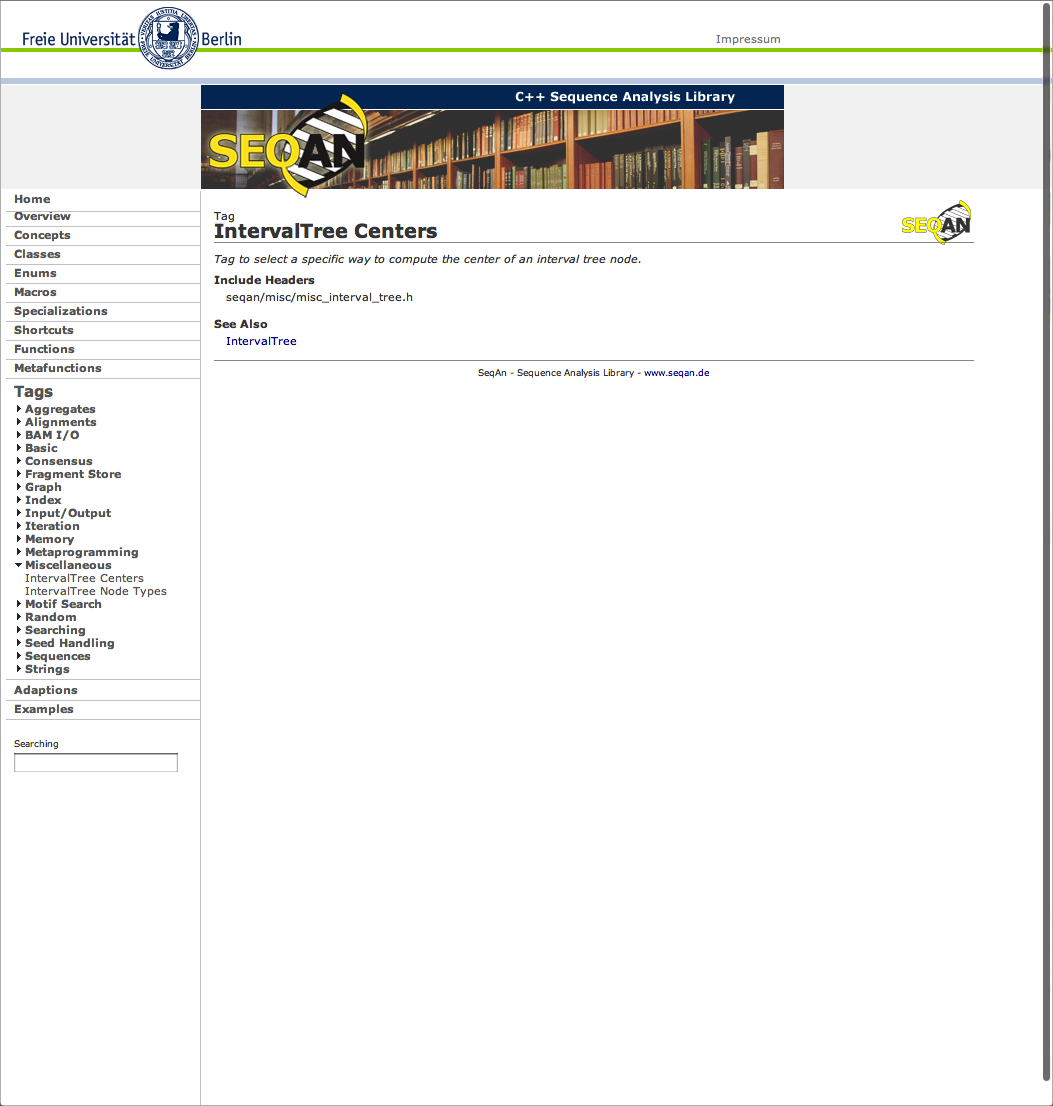 Freie Universität Berlin
Impressum
C++ Sequence Analysis Library
SEQAN
Home
Overview
Concepts
Classes
Enums
Macros
Specializations
Shortcuts
Functions
Metafunctions
Tags
Aggregates
Alignments
BAM I/O
Basic
Consensus
Fragment Store
Graph
Index
Input/Output
Iteration
Memory
Metaprogramming
Miscellaneous
IntervalTree Centers
IntervalTree Node Types
Motif Search
Random
Searching
Seed Handling
Sequences
Strings
Adaptions
Examples
Searching
Tag
SEQAN
IntervalTree Centers
Tag to select a specific way to compute the center of an interval tree node.
Include Headers
seqan/misc/misc_interval_tree.h
See Also
IntervalTree
SeqAn - Sequence Analysis Library - www.seqan.de